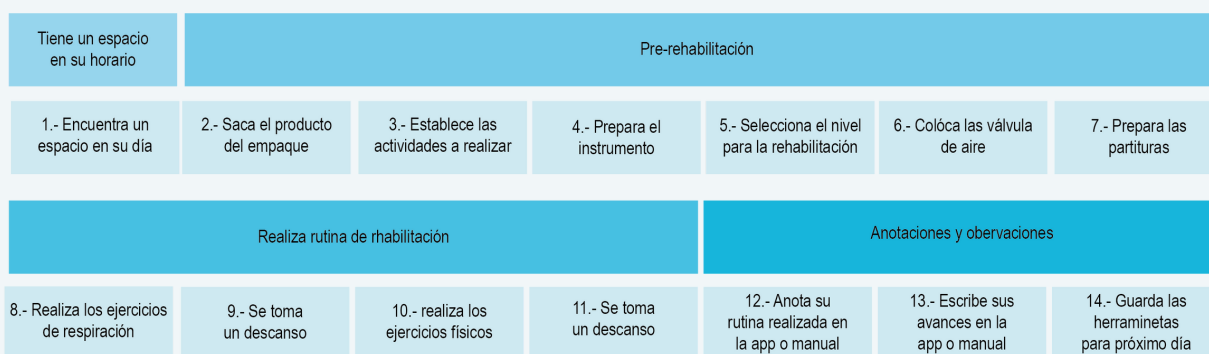 Tiene un espacio
en su horario
Pre-rehabilitación
1.- Encuentra un
espacio en su día
2.- Saca el producto
del empaque
3.- Establece las
actividades a realizar
4.- Prepara el
instrumento
5.- Selecciona el nivel
para la rehabilitación
6.- Colóca las válvula
de aire
7.- Prepara las
partituras
Realiza rutina de rhabilitación
Anotaciones y obervaciones
8.- Realiza los ejercicios
de respiración
9.- Se toma
un descanso
10.- realiza los
ejercicios físicos
11.- Se toma
un descanso
12.- Anota su
rutina realizada en
la app o manual
13.- Escribe sus
avances en la
app o manual
14.- Guarda las
herraminetas
para próximo día